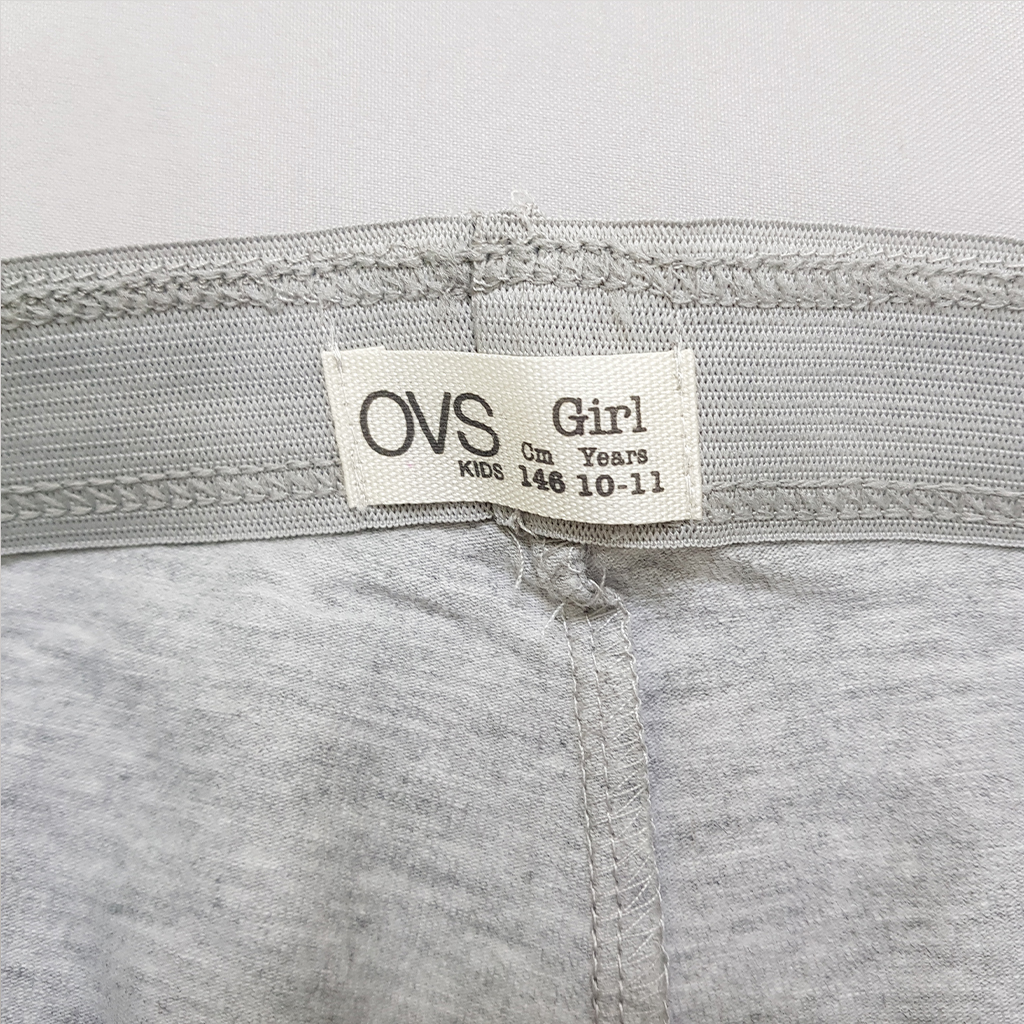 OVS
KIDS
Girl
Cm Years
146 10-11